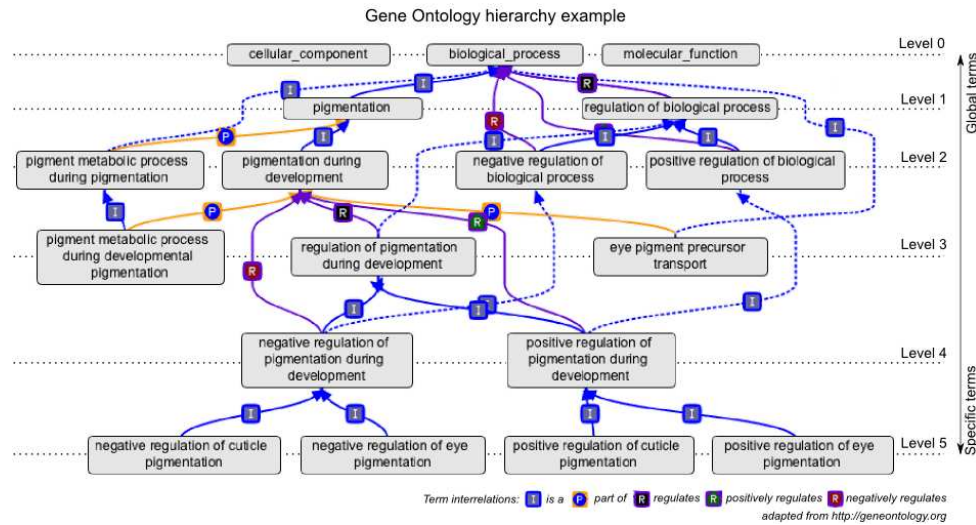 Gene Ontology hierarchy example
Level 0
cellular_component
biological_process
molecular_function
I
I
R
Level 1
pigmentation
regulation of biological process
Global terms
R
I
P
I
I
I
I
Level 2
pigment metabolic process
during pigmentation
pigmentation during
development
negative regulation of
biological process
positive regulation of biological
process
I
P
R
R
P
Level 3
pigment metabolic process
during developmental
pigmentation
regulation of pigmentation
during development
eye pigment precursor
transport
R
I
I
I
Level 4
negative regulation of
pigmentation during
development
positive regulation of
pigmentation during
development
Specific terms
I
I
I
I
Level 5
negative regulation of cuticle
pigmentation
negative regulation of eye
pigmentation
positive regulation of cuticle
pigmentation
positive regulation of eye
pigmentation
Term interrelations: I is a P part of R regulates R positively regulates R negatively regulates
adapted from http://geneontology.org